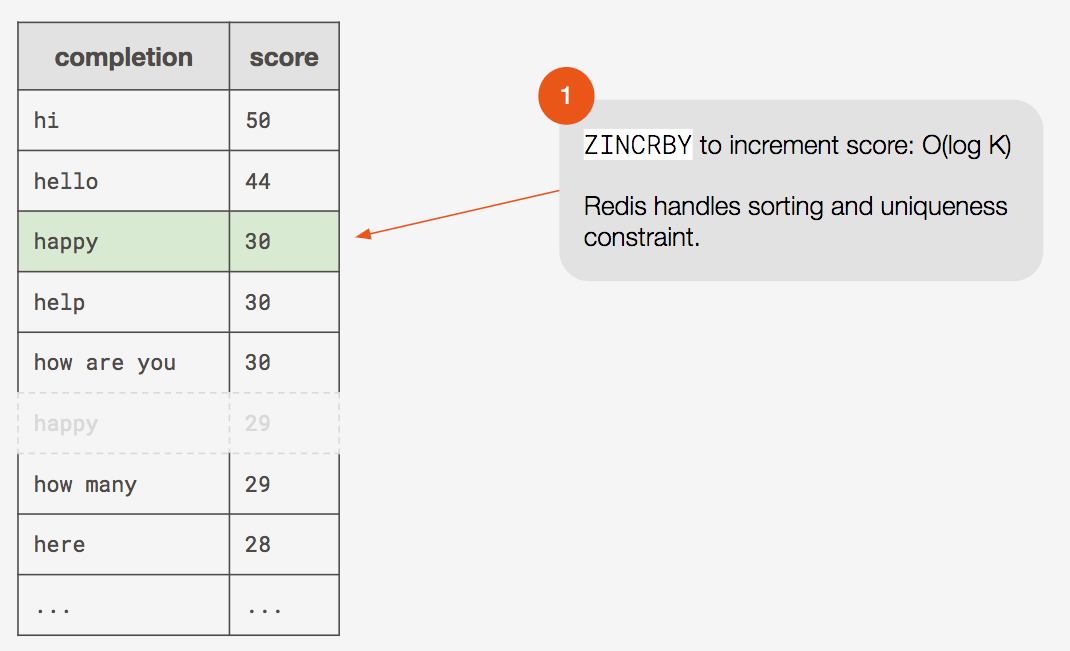 completion score
hi 50
hello 44
happy 30
help 30
how are you 30
happy 29
how many 29
here 28
... ...
1
ZINCRBY to increment score: O(log K)
Redis handles sorting and uniqueness
constraint.